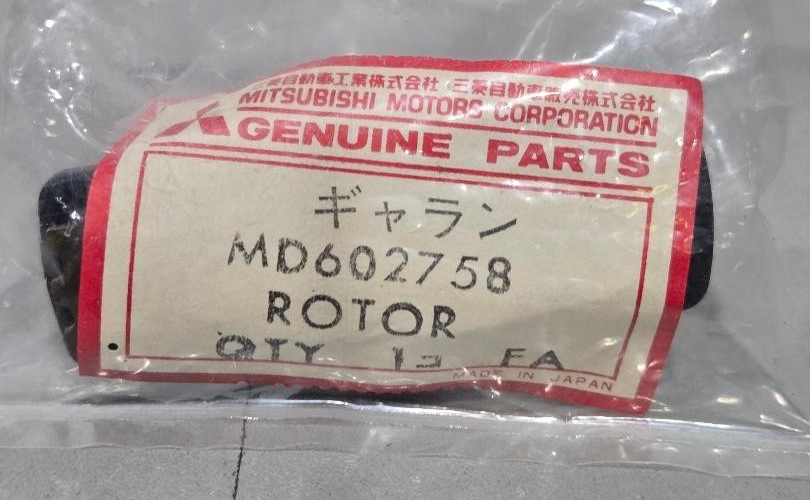 菱自動車工業株式会社 三菱自動車販売株式会社
MITSUBISHI MOTORS CORPORATION
GENUINE PARTS
ギャラン
MD602758
ROTOR
QTY 1 EA
MADE IN JAPAN